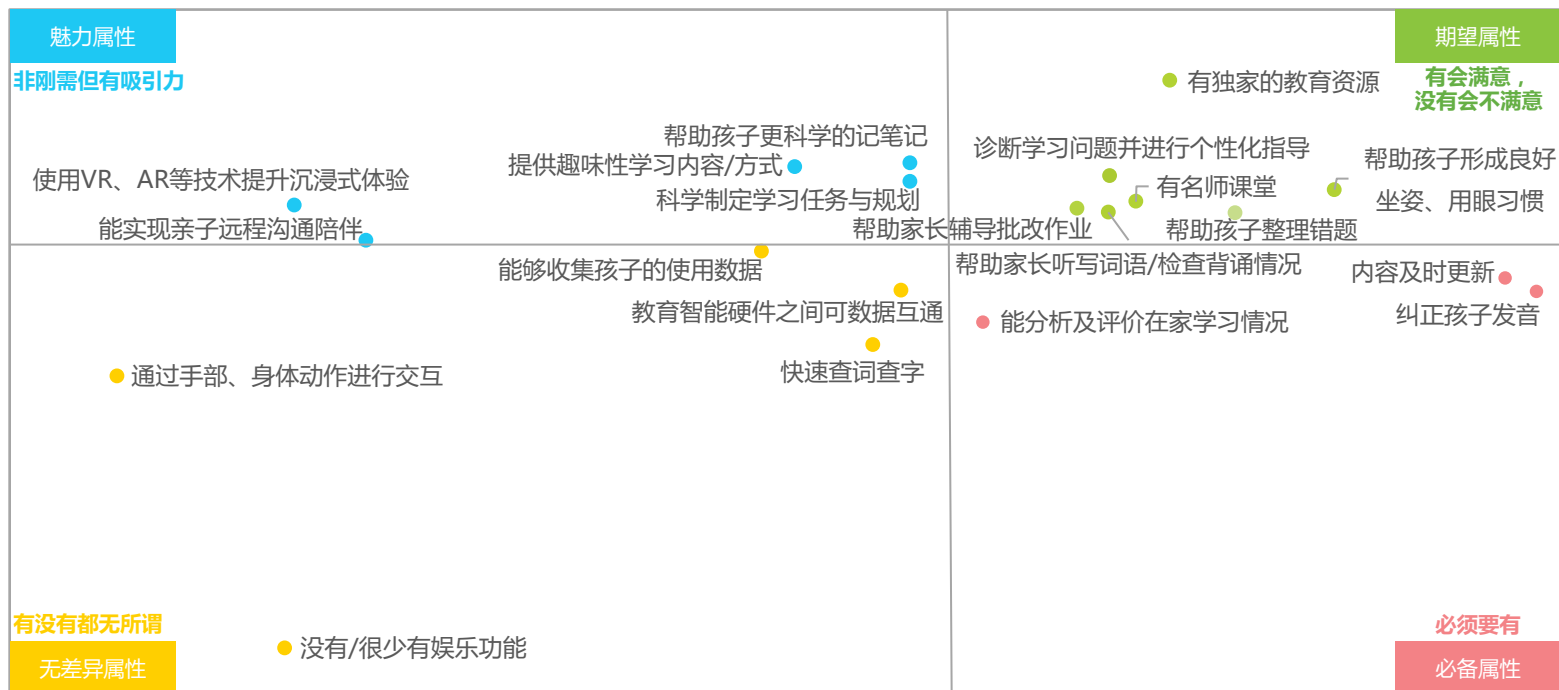 魅力属性
期望属性
非刚需但有吸引力
有会满意，
没有会不满意
有独家的教育资源
帮助孩子更科学的记笔记
提供趣味性学习内容/方式
科学制定学习任务与规划
使用VR、AR等技术提升沉浸式体验
能实现亲子远程沟通陪伴
诊断学习问题并进行个性化指导
帮助孩子形成良好
坐姿、用眼习惯
有名师课堂
帮助家长辅导批改作业
帮助孩子整理错题
帮助家长听写词语/检查背诵情况
能够收集孩子的使用数据
教育智能硬件之间可数据互通
快速查词查字
通过手部、身体动作进行交互
内容及时更新
纠正孩子发音
能分析及评价在家学习情况
有没有都无所谓
无差异属性
没有/很少有娱乐功能
必须要有
必备属性